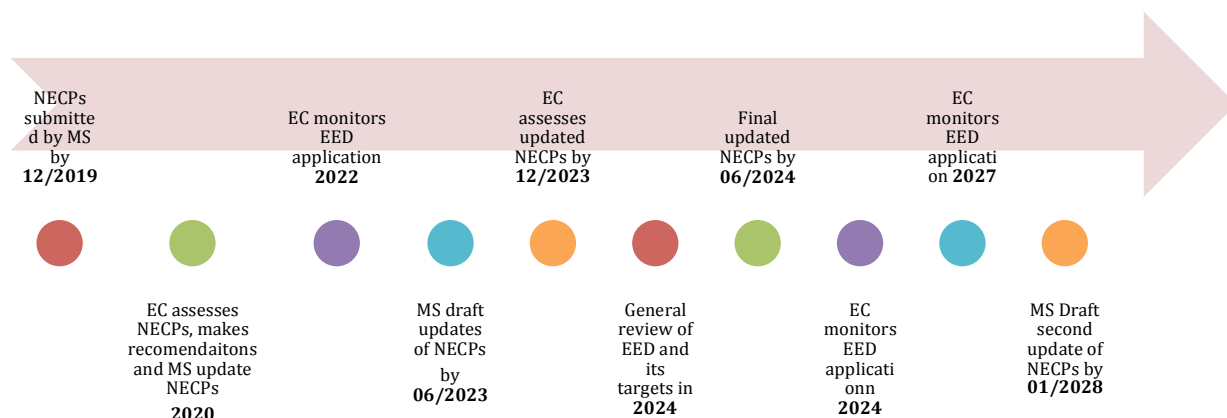 NECPs
submitte
d by MS
by
12/2019
EC assesses
NECPs, makes
recomendaitons
and MS update
NECPs
2020
EC monitors
EED
application
2022
MS draft
updates
of NECPs
by
06/2023
EC
assesses
updated
NECPs by
12/2023
General
review of
EED and
its
targets in
2024
Final
updated
NECPs by
06/2024
EC
monitors
EED
applicati
onn
2024
EC
monitors
EED
applicati
on 2027
MS Draft
second
update of
NECPs by
01/2028